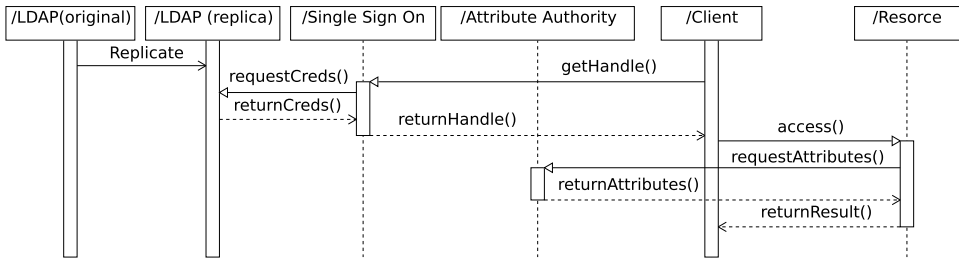 /LDAP(original)
/LDAP (replica)
/Single Sign On
/Attribute Authority
/Client
/Resorce
Replicate
getHandle()
requestCreds()
returnCreds()
returnHandle()
access()
requestAttributes()
returnAttributes()
returnResult()